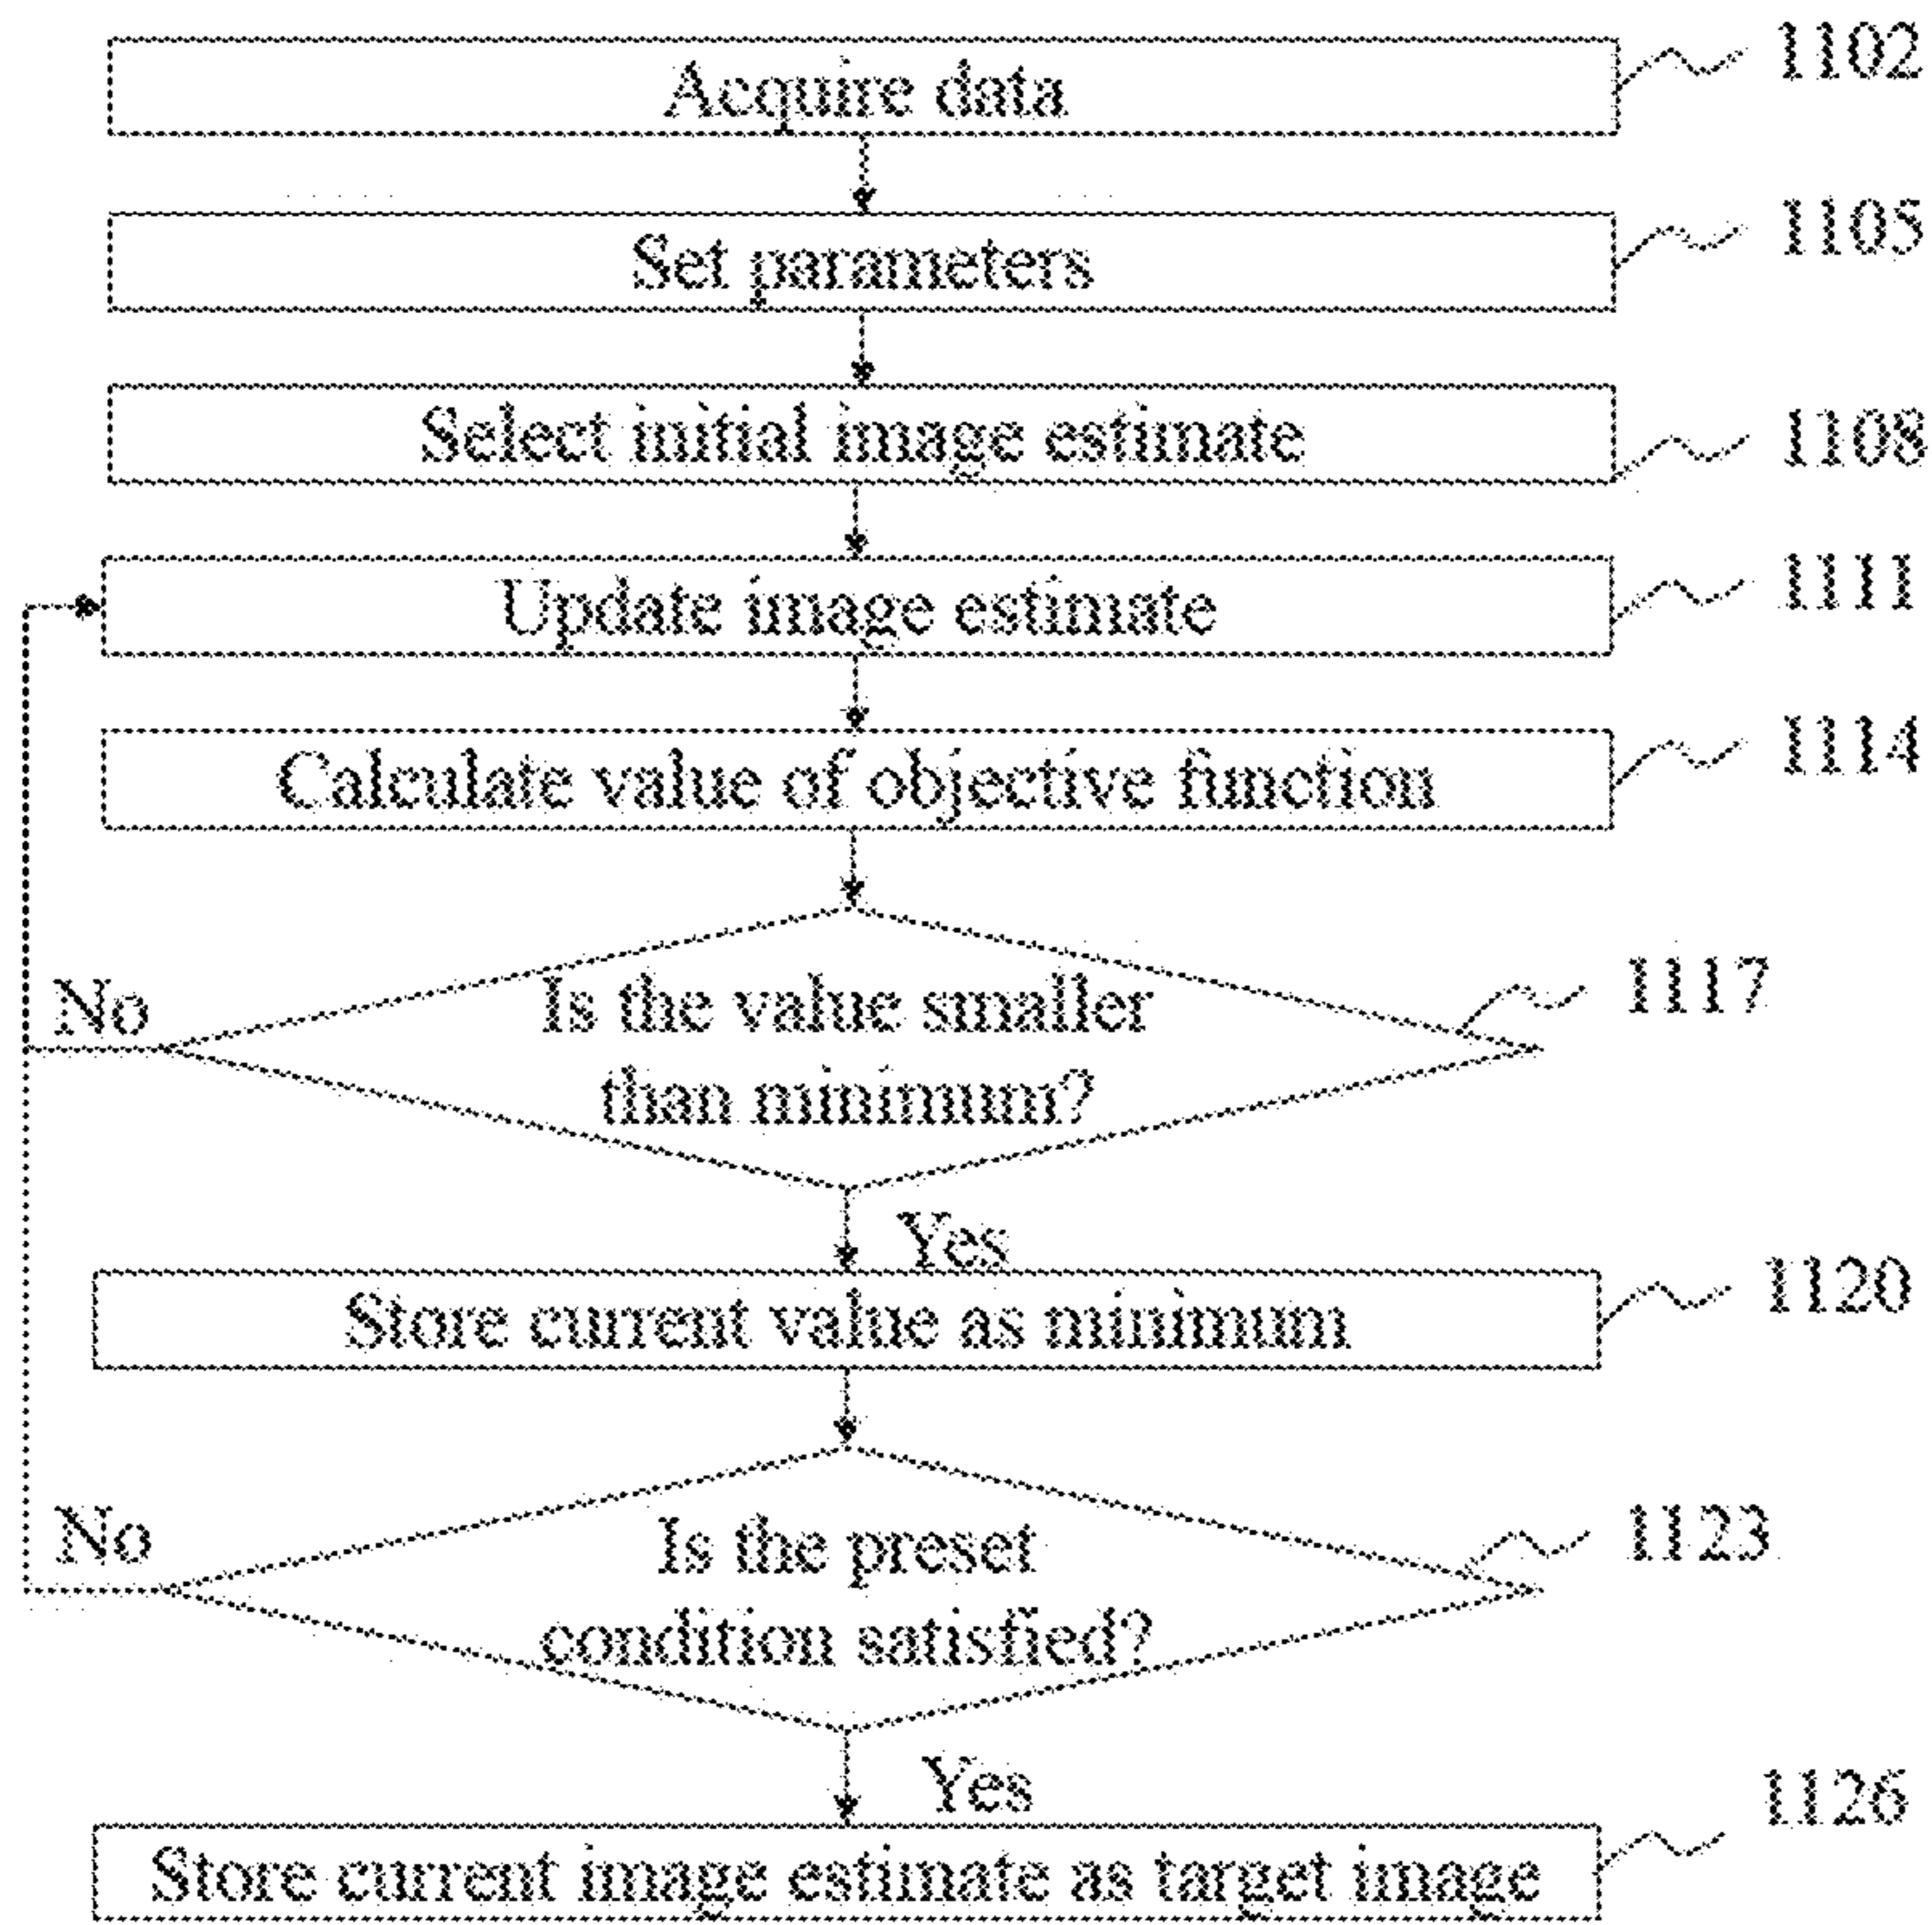 Acquire data
1102
Set parameters
1105
Select initial image estimate
1108
Update image estimate
1111
Calculate value of objective function
1114
Is the value smaller
than minimum?
1117
No
Yes
Store current value as minimum
1120
Is the preset
condition satisfied?
1123
No
Yes
Store current image estimate as target image
1126